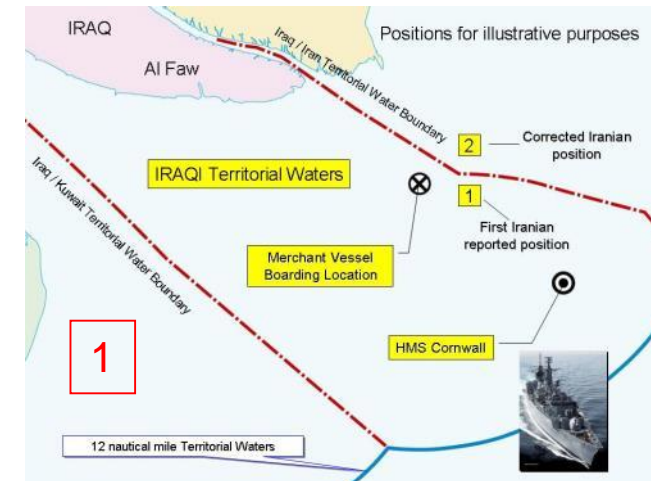 IRAQ
Al Faw
Positions for illustrative purposes
Iraq / Iran Territorial Water Boundary
2
Corrected Iranian
position
IRAQI Territorial Waters
1
First Iranian
reported position
Iraq / Kuwait Territorial Water Boundary
Merchant Vessel
Boarding Location
HMS Cornwall
1
12 nautical mile Territorial Waters